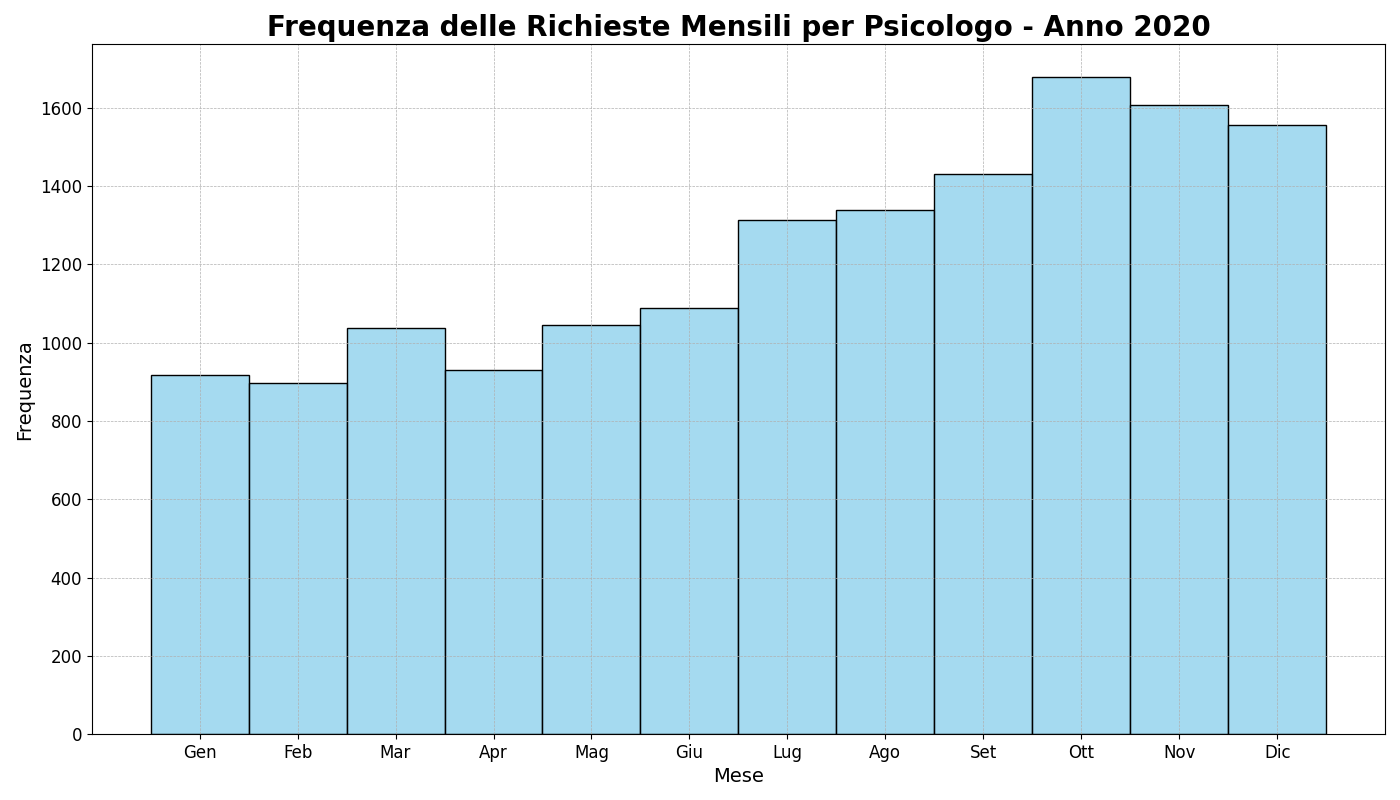 Frequenza delle Richieste Mensili per Psicologo - Anno 2020
Frequenza
1600
1400
1200
1000
800
600
400
200
0
Gen Feb Mar Apr Mag Giu Lug Ago Set Ott Nov Dic
Mese